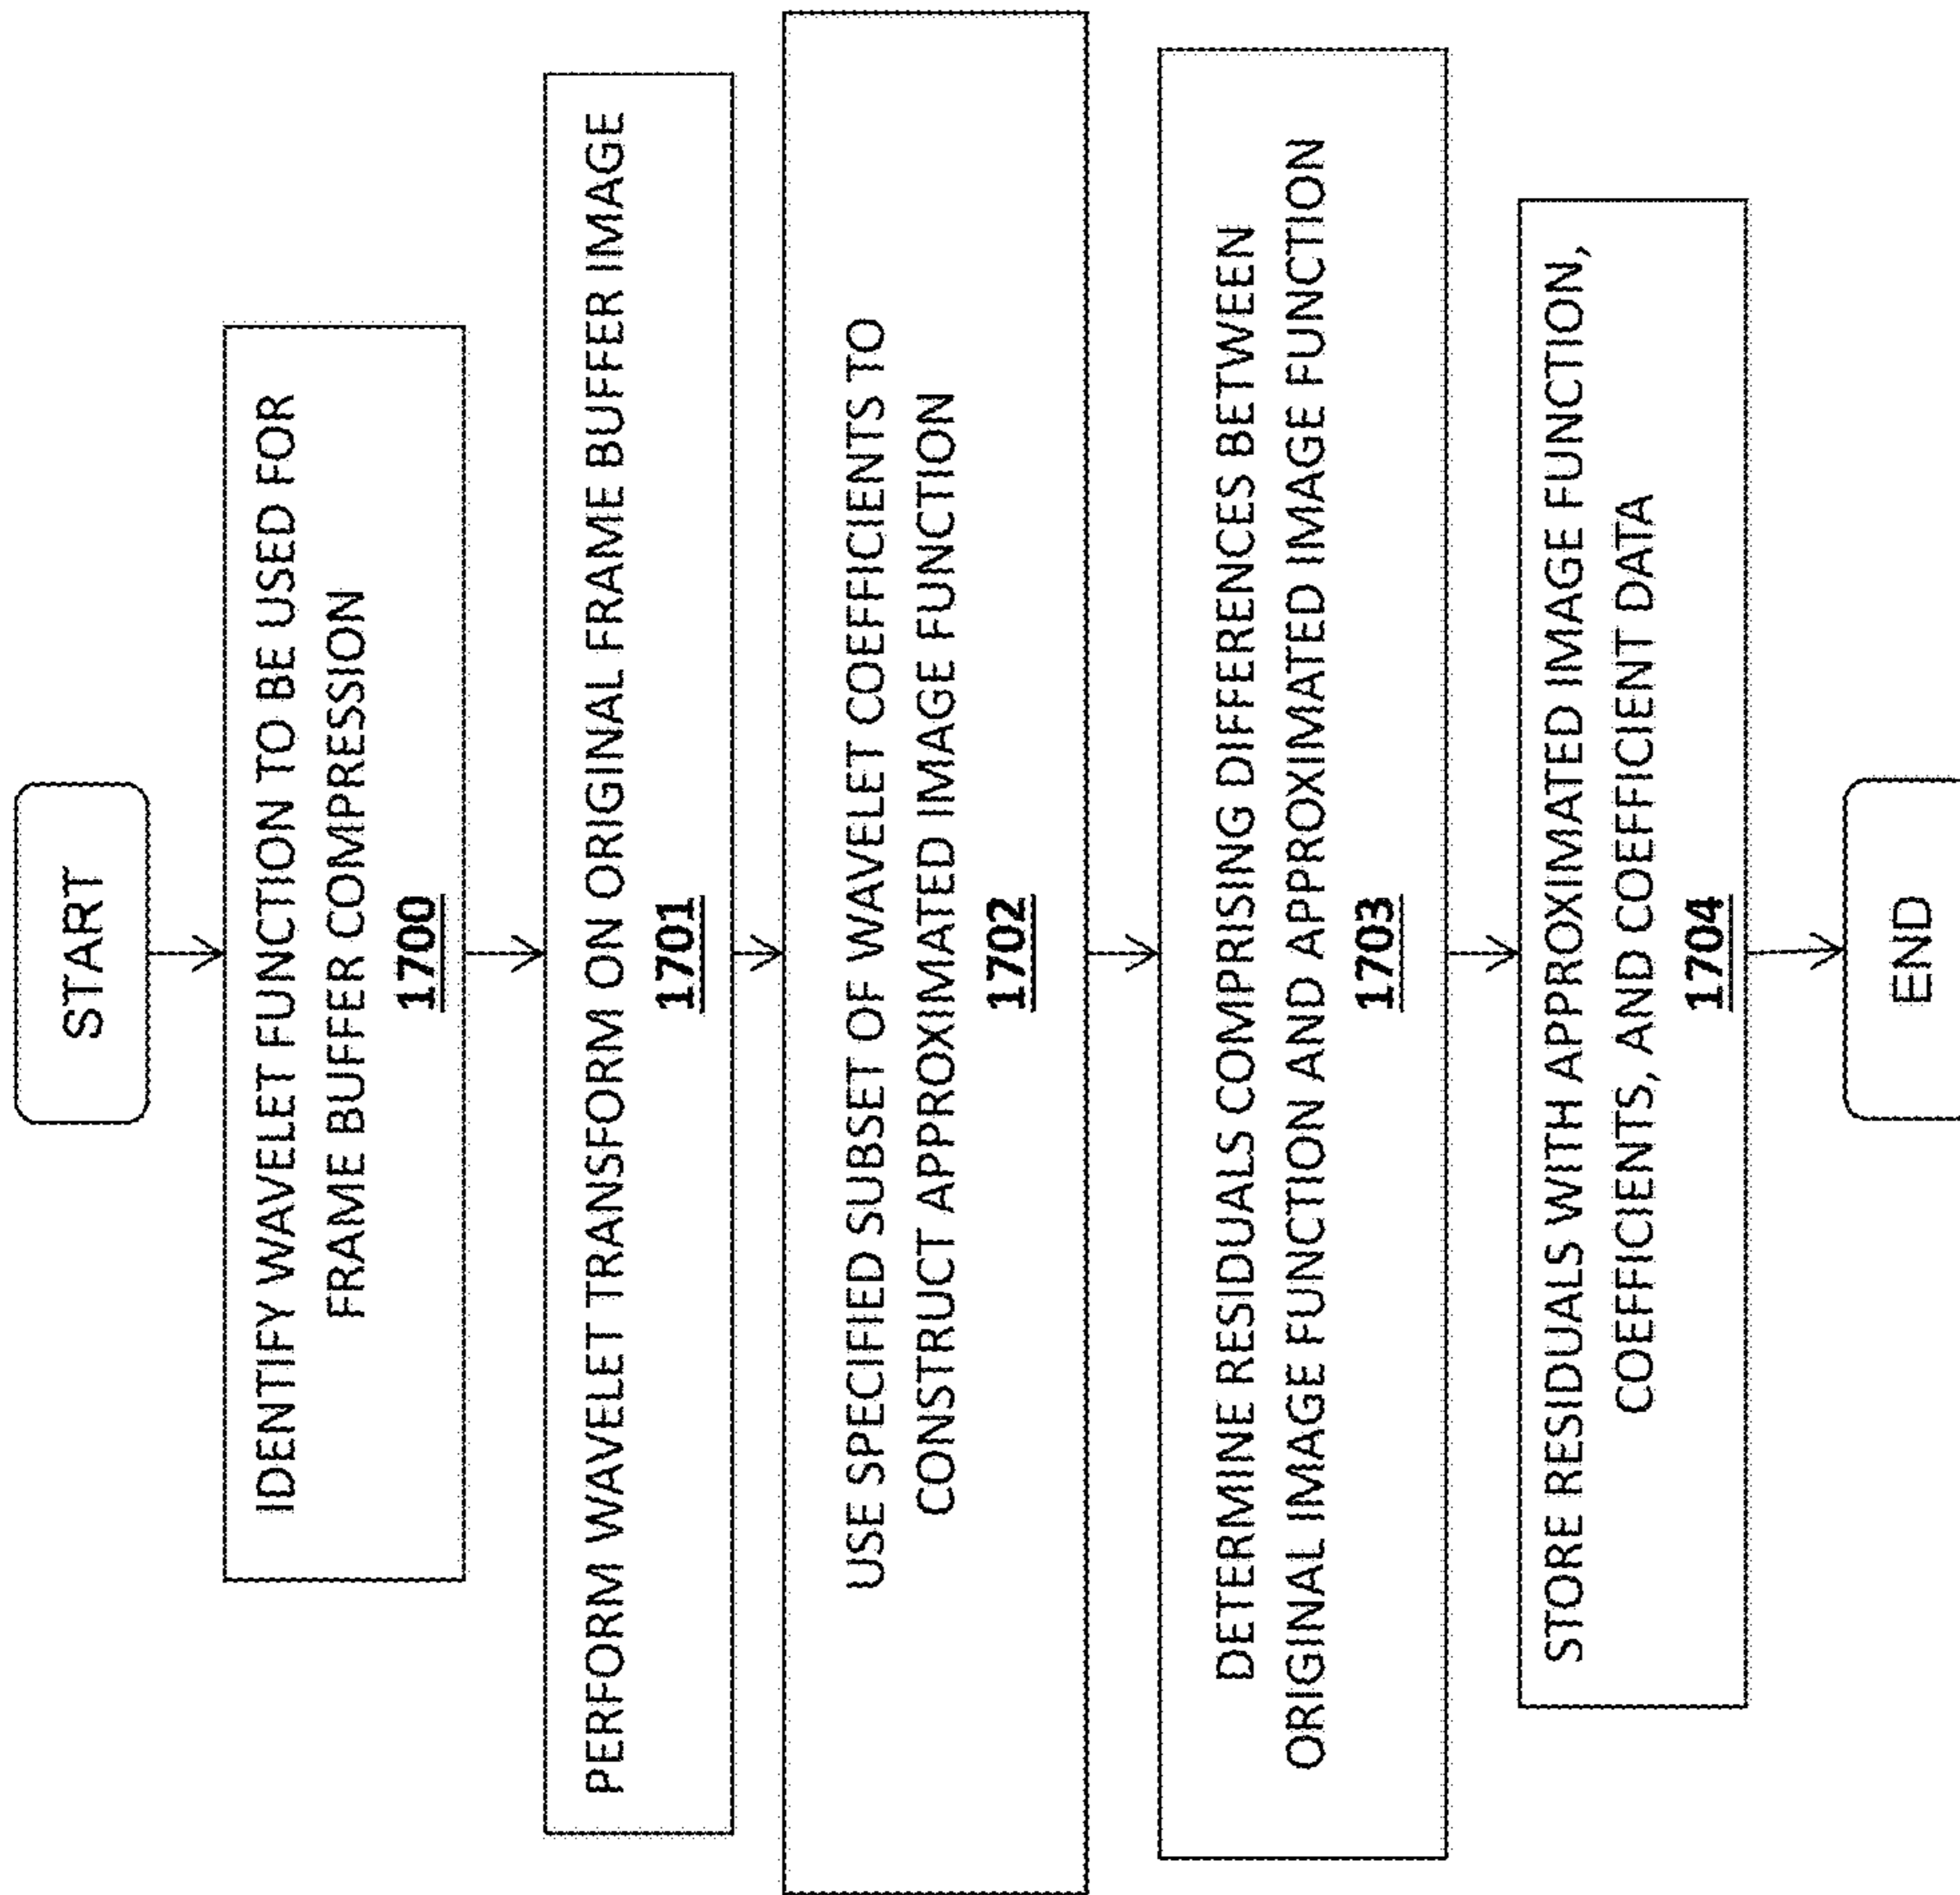 START
IDENTIFY WAVELET FUNCTION TO BE USED FOR
FRAME BUFFER COMPRESSION
1700
PERFORM WAVELET TRANSFORM ON ORIGINAL FRAME BUFFER IMAGE
1701
USE SPECIFIED SUBSET OF WAVELET COEFFICIENTS TO
CONSTRUCT APPROXIMATED IMAGE FUNCTION
1702
DETERMINE RESIDUALS COMPRISING DIFFERENCES BETWEEN
ORIGINAL IMAGE FUNCTION AND APPROXIMATED IMAGE FUNCTION
1703
STORE RESIDUALS WITH APPROXIMATED IMAGE FUNCTION,
COEFFICIENTS, AND COEFFICIENT DATA
1704
END